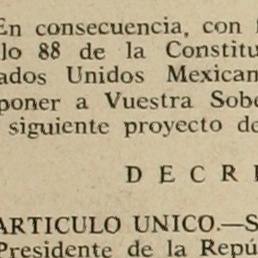 En consecuencia, con f
lo 88 de la Constitu
ados Unidos Mexican
poner a Vuestra Sobe
siguiente proyecto de
D E C R E
ARTICULO UNICO.—S
Presidente de la Repú